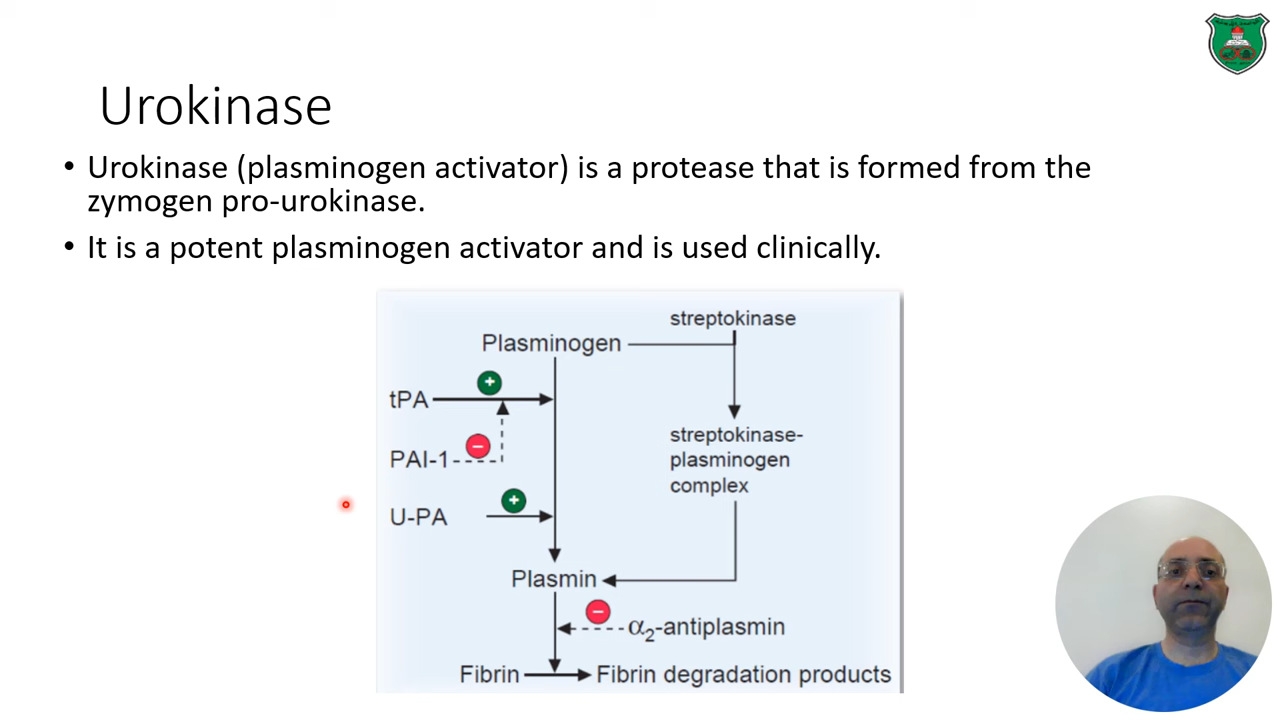 Urokinase
• Urokinase (plasminogen activator) is a protease that is formed from the
zymogen pro-urokinase.
• It is a potent plasminogen activator and is used clinically.
streptokinase
Plasminogen
+
tPA
−
PAI-1
streptokinase-
plasminogen
complex
+
U-PA
Plasmin
−
α₂-antiplasmin
Fibrin
Fibrin degradation products